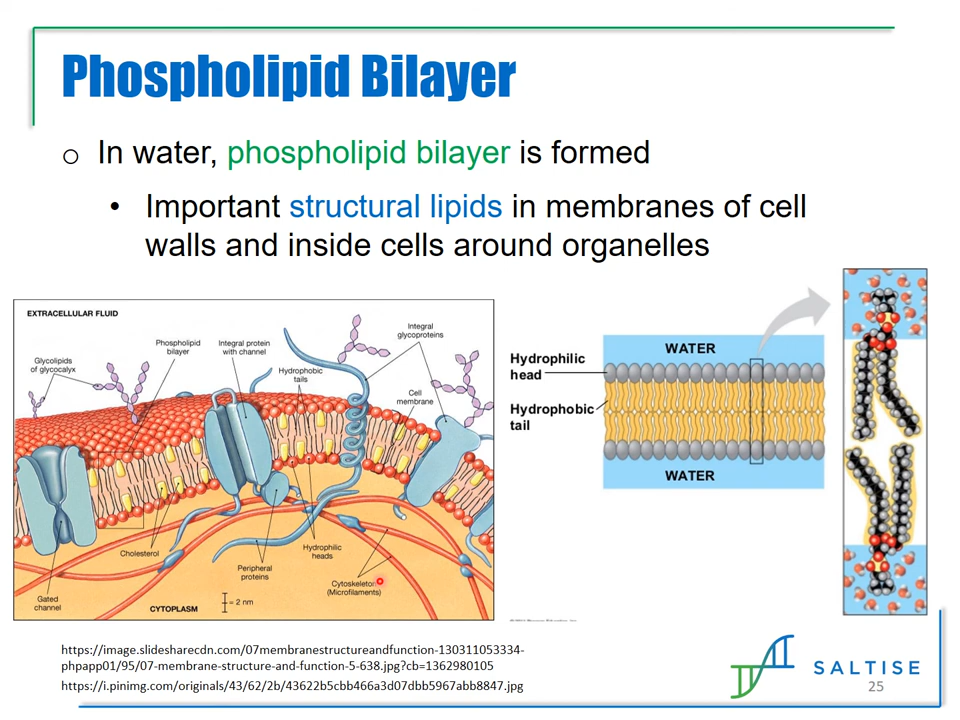 Phospholipid Bilayer
o In water, phospholipid bilayer is formed
• Important structural lipids in membranes of cell
walls and inside cells around organelles
EXTRACELLULAR FLUID
Glycolipids
of glycocalyx
Phospholipid
bilayer
Integral protein
with channel
Hydrophobic
tails
Integral
glycoproteins
Cell
membrane
Cholesterol
Gated
channel
Peripheral
proteins
Hydrophilic
heads
Cytoskeleton
(Microfilaments)
CYTOPLASM
= 2 nm
Hydrophilic
head
Hydrophobic
tail
WATER
WATER
https://image.slidesharecdn.com/07membranestructureandfunction-130311053334-
phpapp01/95/07-membrane-structure-and-function-5-638.jpg?cb=1362980105
https://i.pinimg.com/originals/43/62/2b/43622b5cbb466a3d07dbb5967abb8847.jpg
SALTISE
25